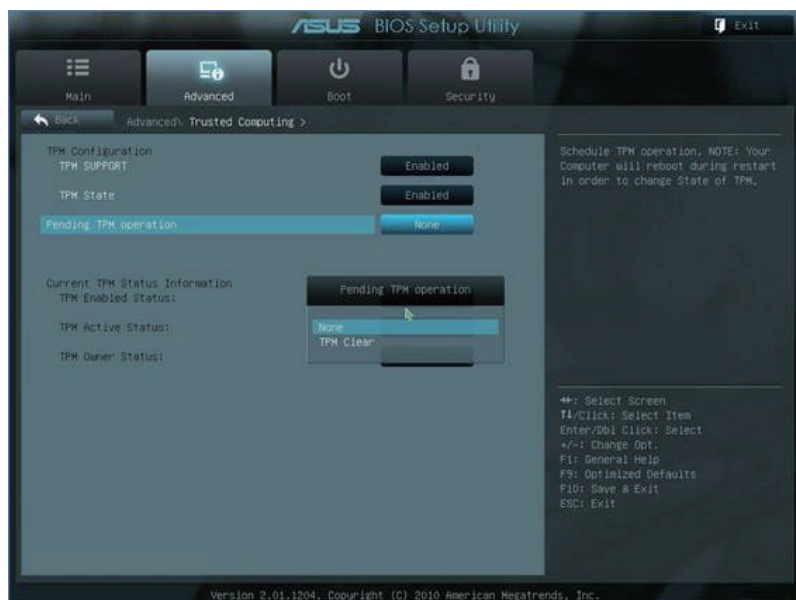 ASUS BIOS Setup Utility
Exit
Main
Advanced
Boot
Security
Back
Advanced\ Trusted Computing >
TPM Configuration
TPM SUPPORT
Enabled
TPM State
Enabled
Pending TPM operation
None
Current TPM Status Information
TPM Enabled Status:
TPM Active Status:
TPM Owner Status:
Pending TPM operation
None
TPM Clear
Schedule TPM operation. NOTE: Your
Computer will reboot during restart
in order to change State of TPM.
→←: Select Screen
↑↓/Click: Select Item
Enter/Dbl Click: Select
+/-: Change Opt.
F1: General Help
F9: Optimized Defaults
F10: Save & Exit
ESC: Exit
Version 2.01.1204. Copyright (C) 2010 American Megatrends, Inc.